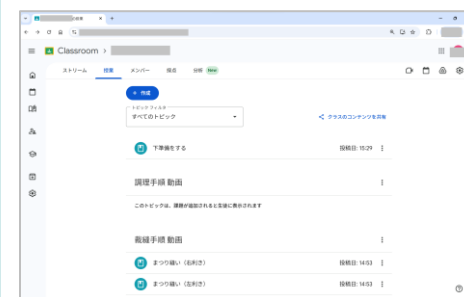 Classroom >
ストリーム 授業 メンバー 採点 分析 New
+ 作成
トピックフィルタ
すべてのトピック
クラスのコンテンツを共有
下準備をする 投稿日: 15:29
調理手順 動画
このトピックは、課題が追加されると生徒に表示されます
裁縫手順 動画
まつり縫い（右利き） 投稿日: 14:53
まつり縫い（左利き） 投稿日: 14:53